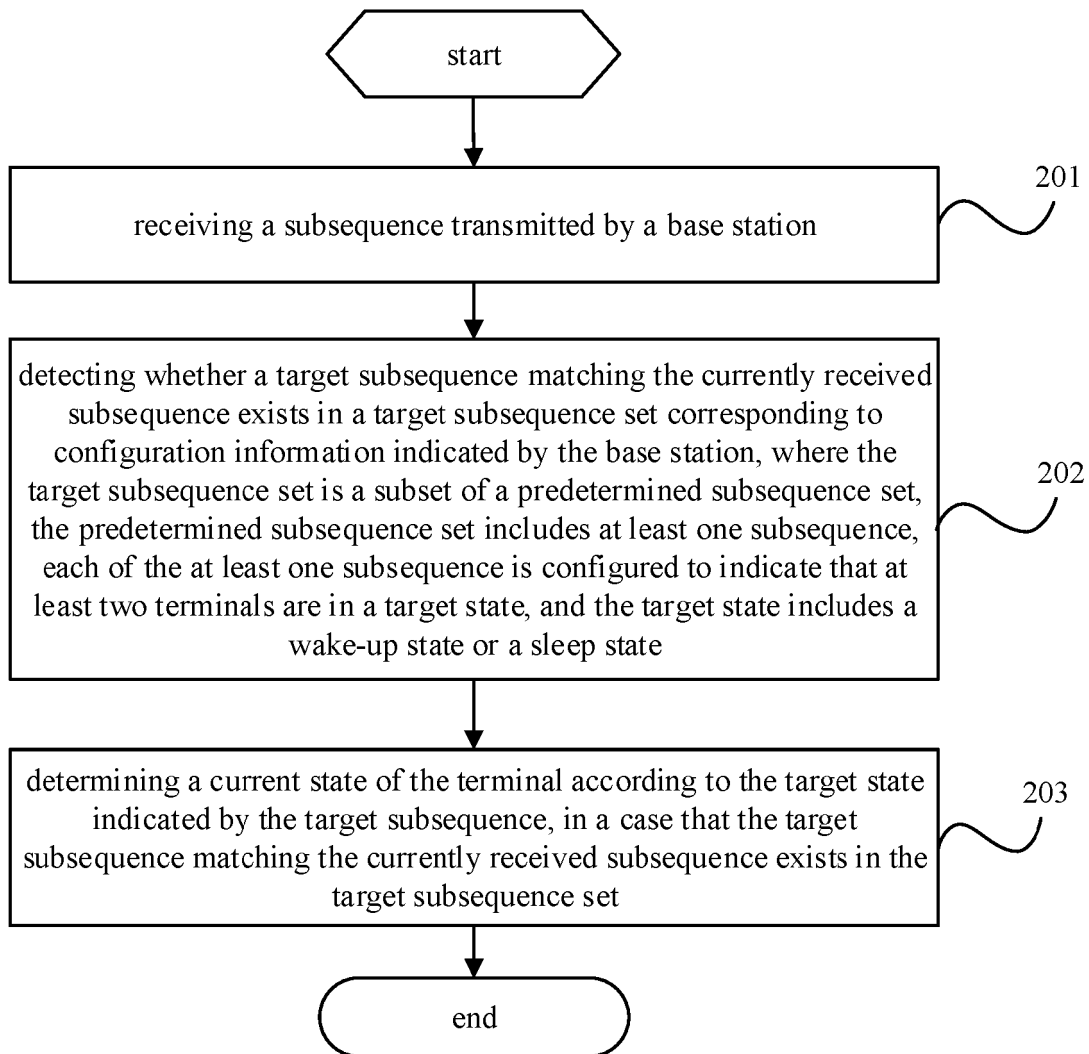 start
201
receiving a subsequence transmitted by a base station
detecting whether a target subsequence matching the currently received
subsequence exists in a target subsequence set corresponding to
configuration information indicated by the base station, where the
target subsequence set is a subset of a predetermined subsequence set,
the predetermined subsequence set includes at least one subsequence,
each of the at least one subsequence is configured to indicate that at
least two terminals are in a target state, and the target state includes a
wake-up state or a sleep state
202
determining a current state of the terminal according to the target state
indicated by the target subsequence, in a case that the target
subsequence matching the currently received subsequence exists in the
target subsequence set
203
end